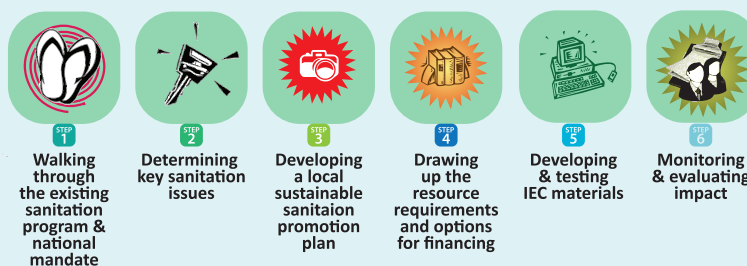 STEP
1
Walking
through
the existing
sanitation
program &
national
mandate
STEP
2
Determining
key sanitation
issues
STEP
3
Developing
a local
sustainable
sanitaion
promotion
plan
STEP
4
Drawing
up the
resource
requirements
and options
for financing
STEP
5
Developing
& testing
IEC materials
STEP
6
Monitoring
& evaluating
impact